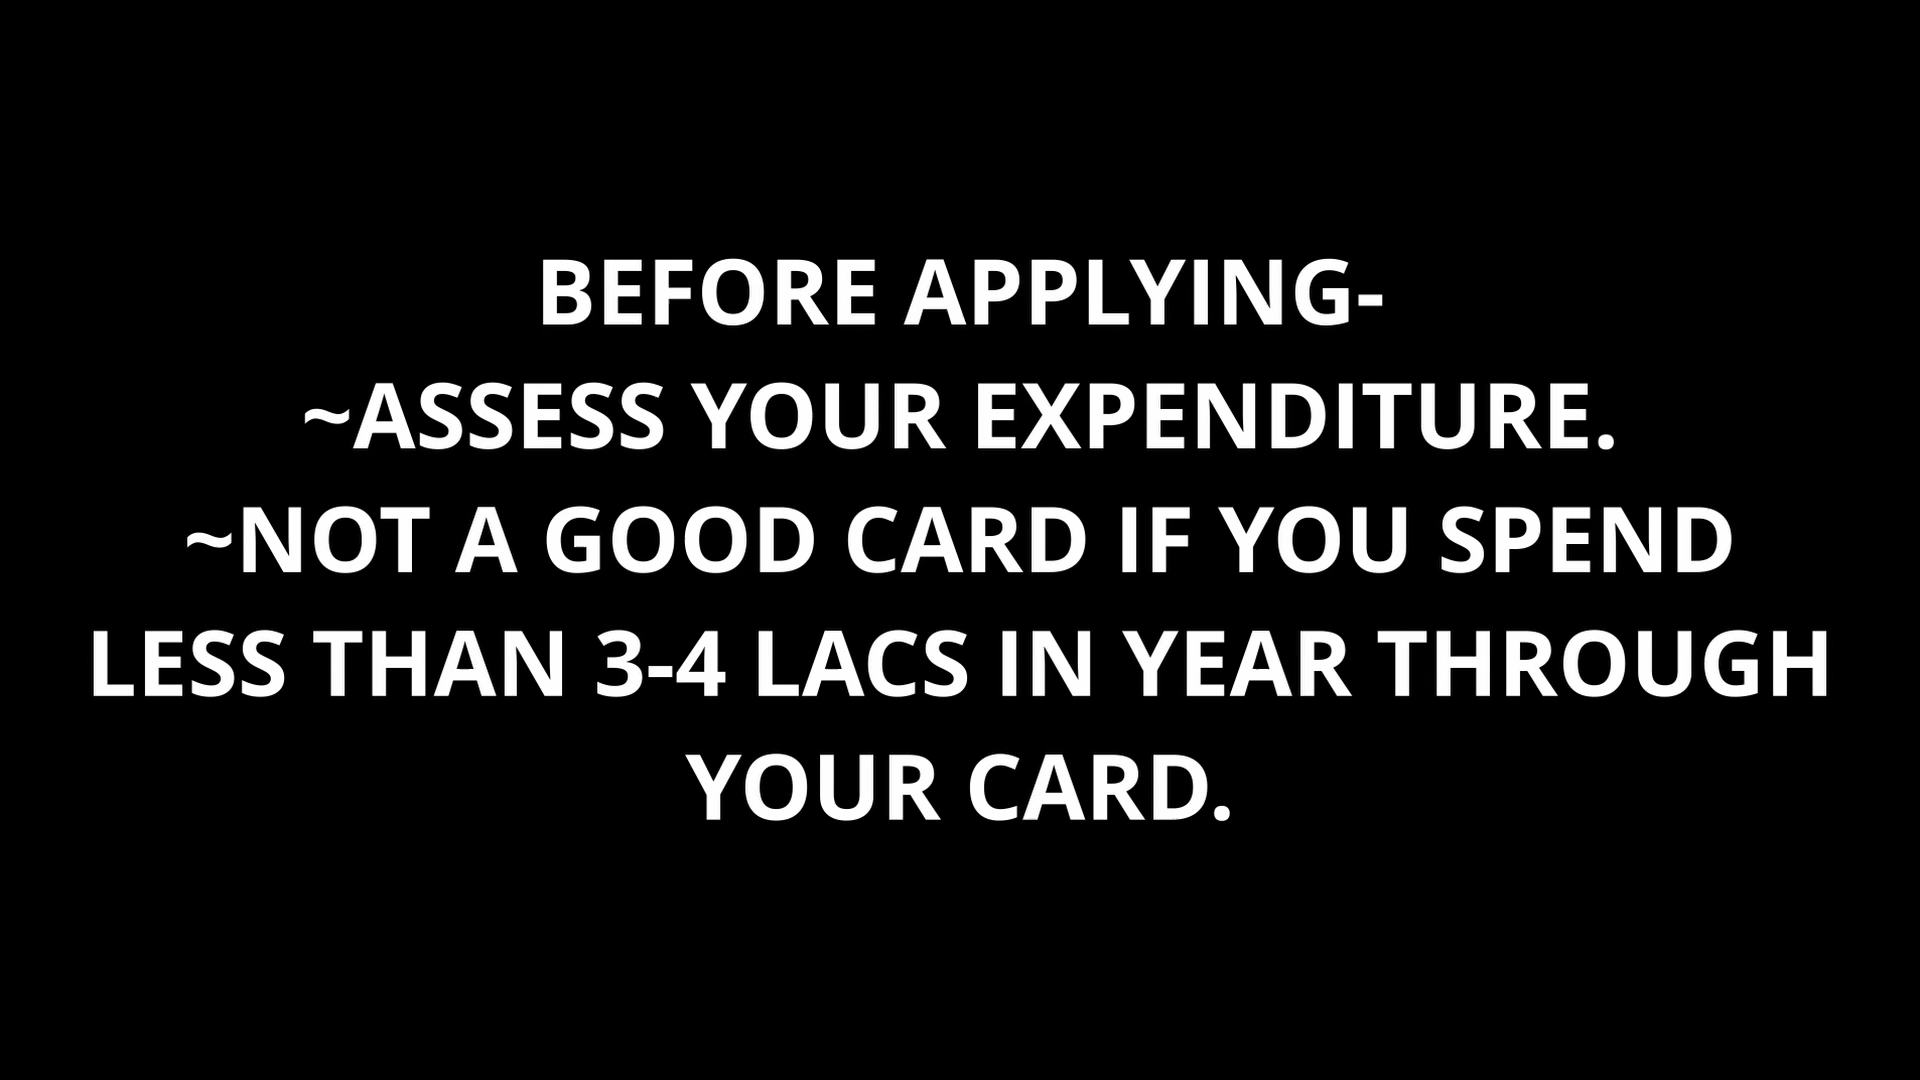 BEFORE APPLYING-
~ASSESS YOUR EXPENDITURE.
~NOT A GOOD CARD IF YOU SPEND
LESS THAN 3-4 LACS IN YEAR THROUGH
YOUR CARD.